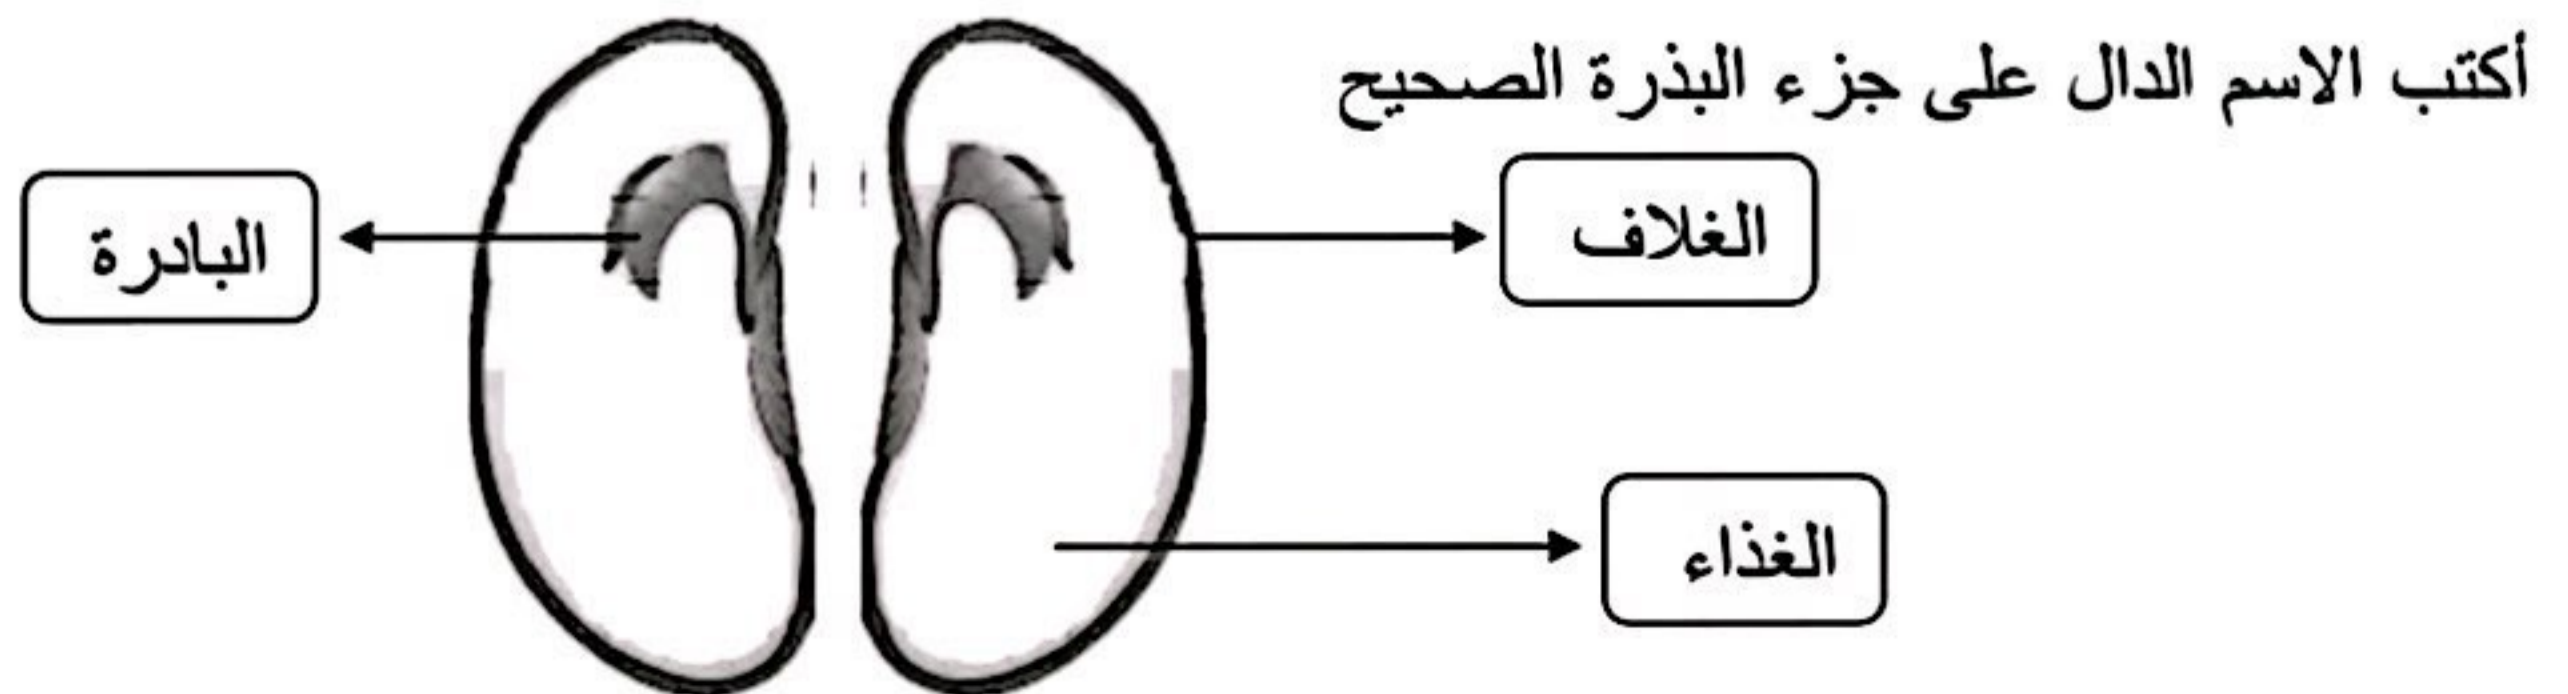 أكتب الاسم الدال على جزء البذرة الصحيح
الغلاف
البادرة
الغذاء